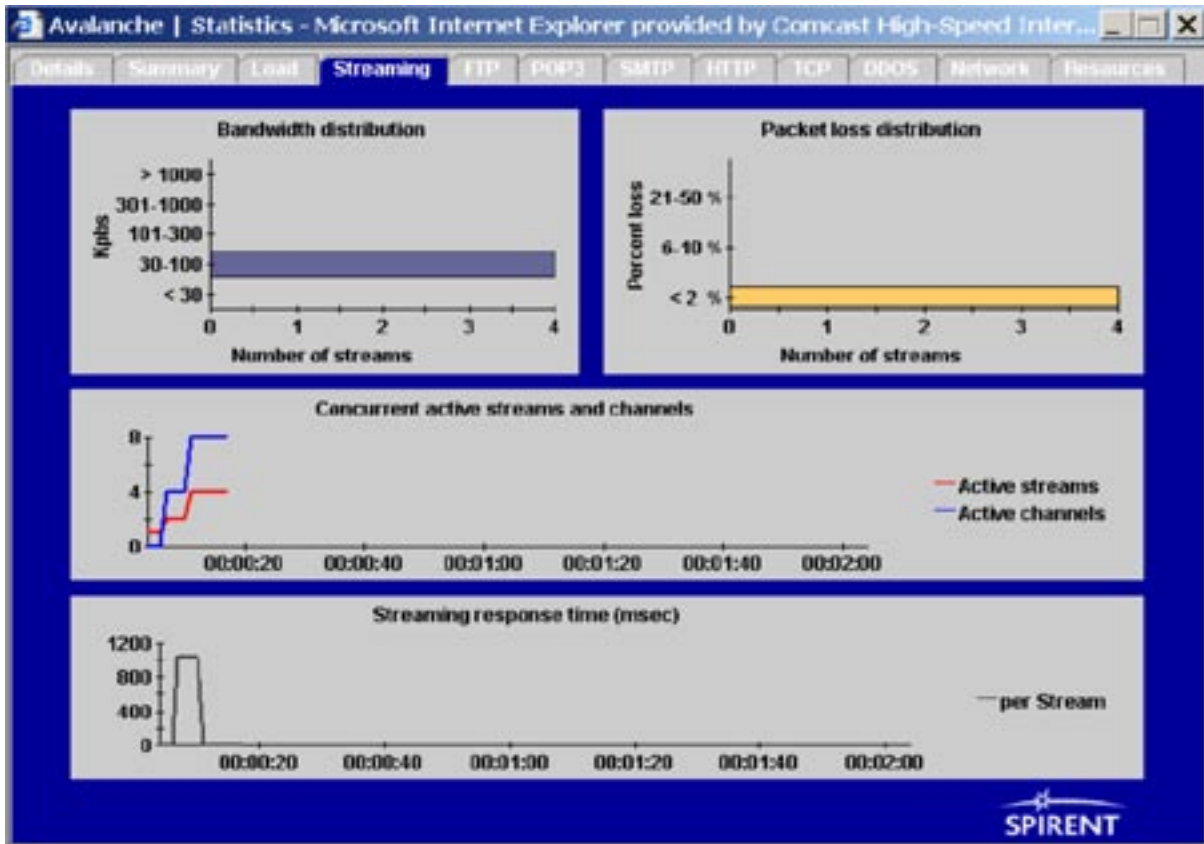 Avalanche | Statistics - Microsoft Internet Explorer provided by Comcast High-Speed Inter...
Details Summary Load Streaming FTP POP3 SMTP HTTP TCP DDOS Network Resources
Bandwidth distribution
Kpbs
> 1000
301-1000
101-300
30-100
< 30
0 1 2 3 4
Number of streams
Packet loss distribution
Percent loss
21-50 %
6-10 %
< 2 %
0 1 2 3 4
Number of streams
Concurrent active streams and channels
8
4
0
00:00:20 00:00:40 00:01:00 00:01:20 00:01:40 00:02:00
Active streams
Active channels
Streaming response time (msec)
1200
800
400
0
00:00:20 00:00:40 00:01:00 00:01:20 00:01:40 00:02:00
per Stream
SPIRENT